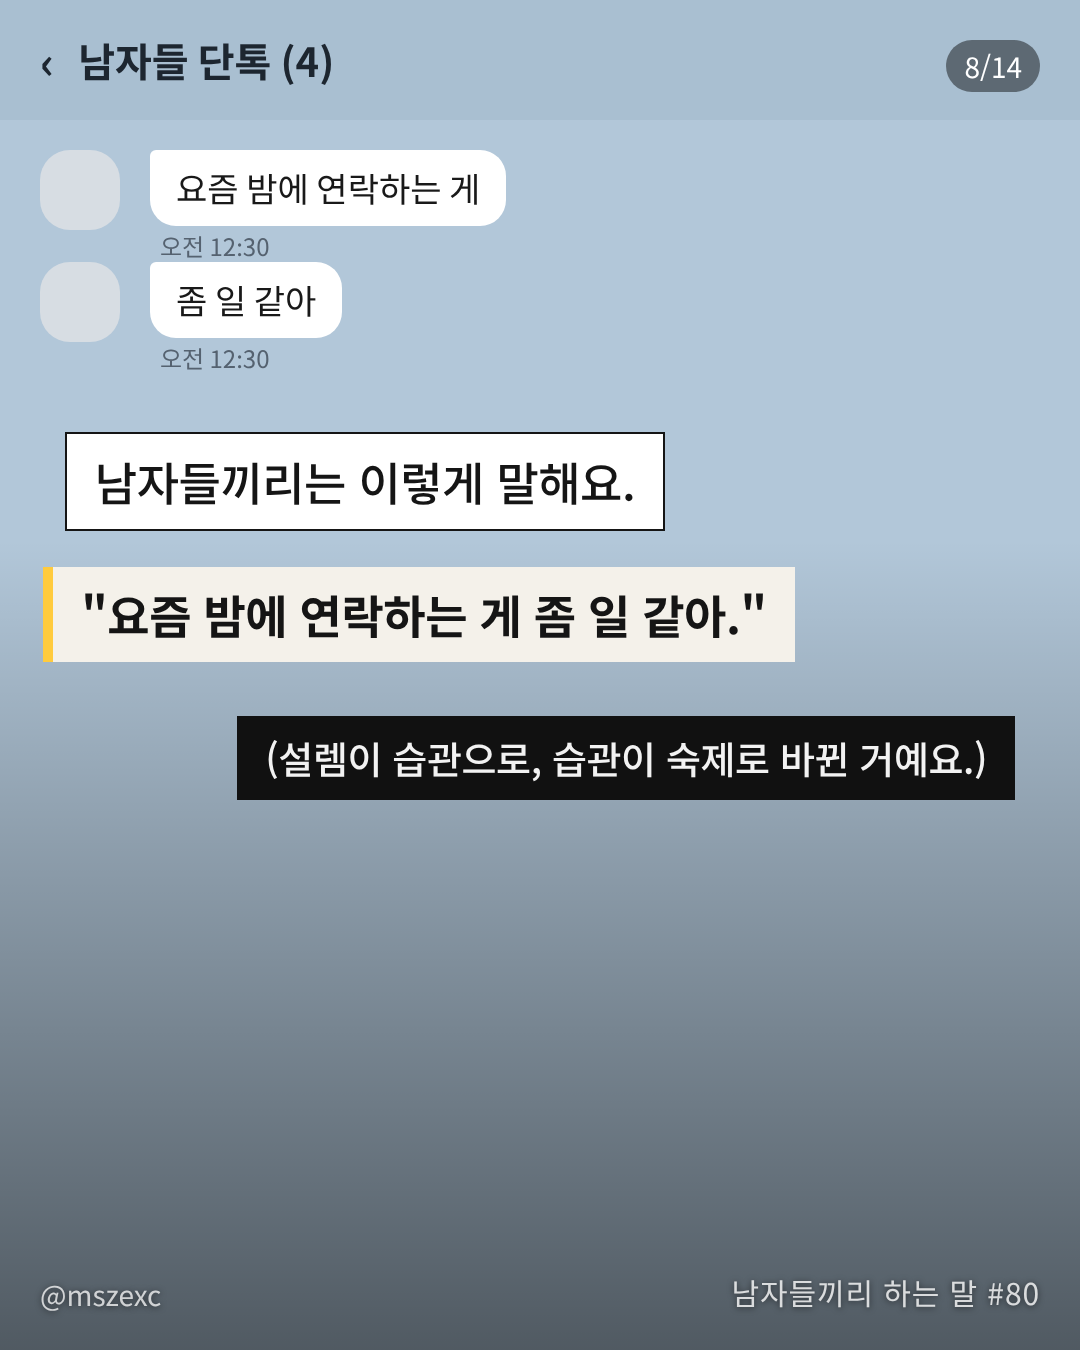 ‹ 남자들 단톡 (4)
8/14
요즘 밤에 연락하는 게
오전 12:30
좀 일 같아
오전 12:30
남자들끼리는 이렇게 말해요.
"요즘 밤에 연락하는 게 좀 일 같아."
(설렘이 습관으로, 습관이 숙제로 바뀐 거예요.)
@mszexc
남자들끼리 하는 말 #80